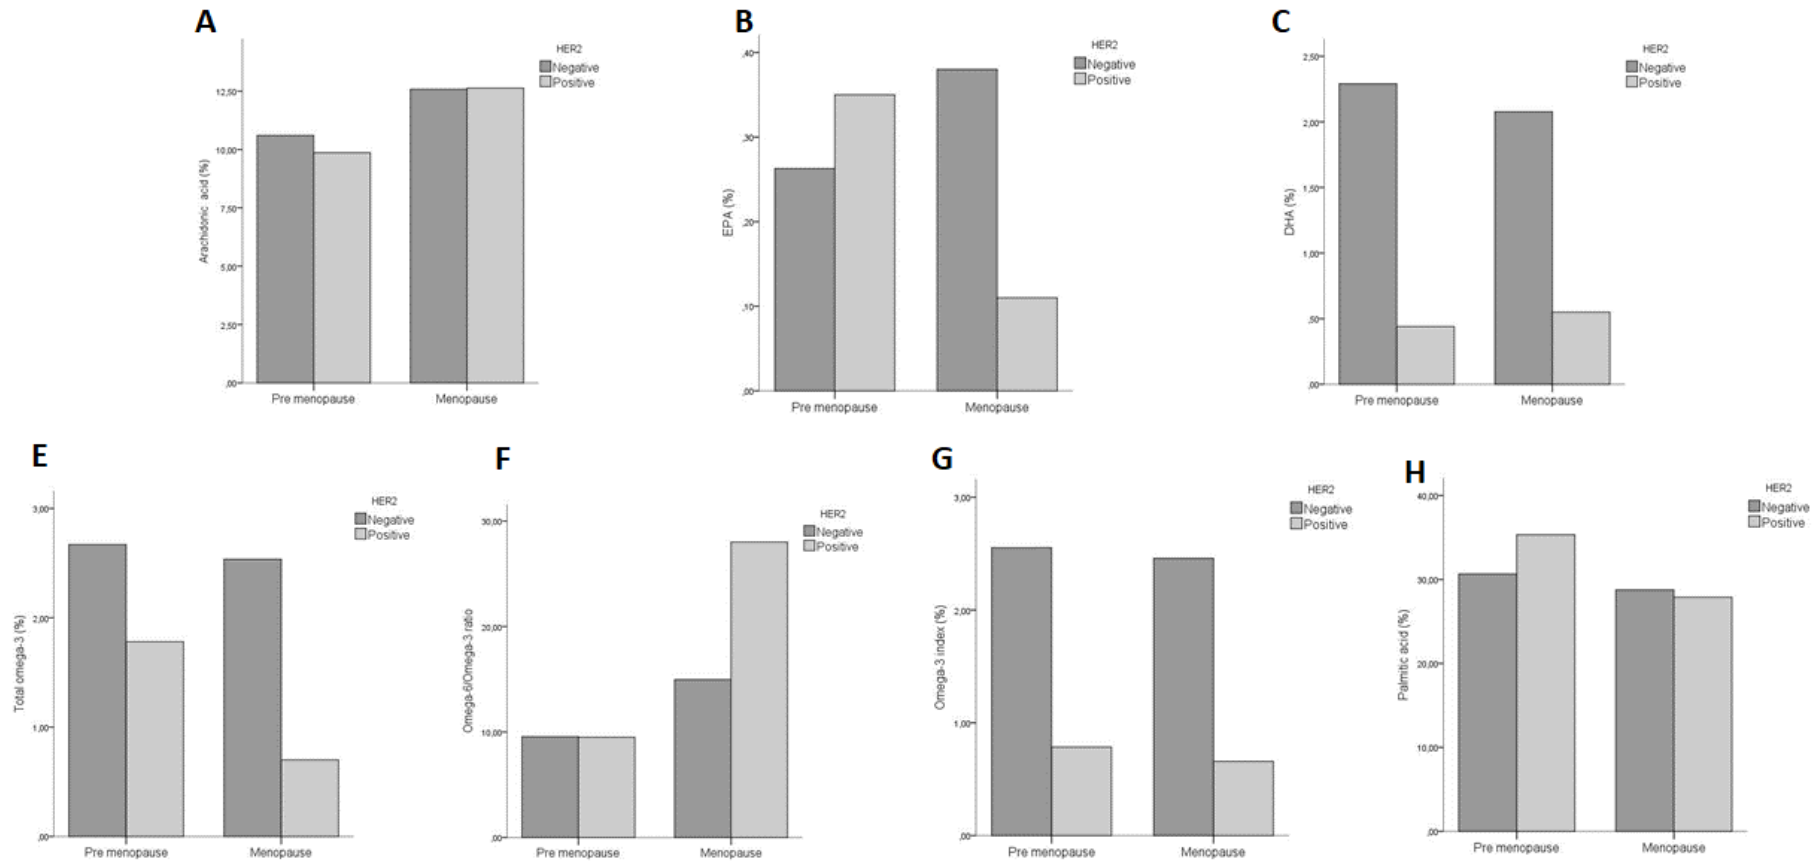 A
HER2
Negative
Positive
12,50
10,00
7,50
5,00
2,50
,00
Arachidonic acid (%)
Pre menopause
Menopause
B
HER2
Negative
Positive
,40
,30
,20
,10
,00
EPA (%)
Pre menopause
Menopause
C
HER2
Negative
Positive
2,50
2,00
1,50
1,00
,50
,00
DHA (%)
Pre menopause
Menopause
E
HER2
Negative
Positive
3,00
2,00
1,00
,00
Total omega-3 (%)
Pre menopause
Menopause
F
HER2
Negative
Positive
30,00
20,00
10,00
,00
Omega-6/Omega-3 ratio
Pre menopause
Menopause
G
HER2
Negative
Positive
3,00
2,00
1,00
,00
Omega-3 index (%)
Pre menopause
Menopause
H
HER2
Negative
Positive
40,00
30,00
20,00
10,00
,00
Palmitic acid (%)
Pre menopause
Menopause